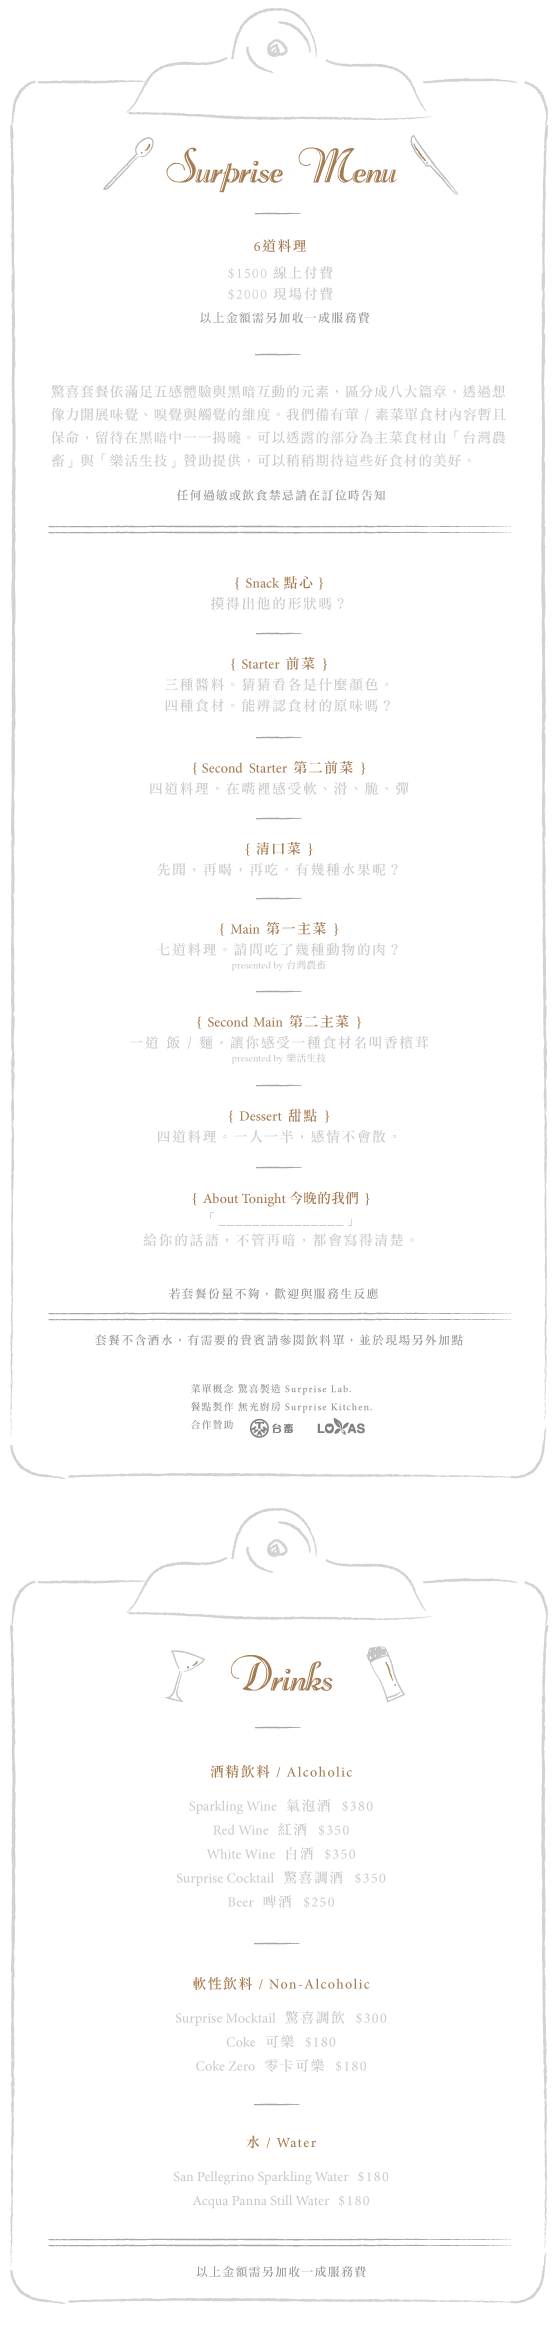 Surprise Menu
6道料理
$1500 線上付費
$2000 現場付費
以上金額需另加收一成服務費
驚喜套餐依滿足五感體驗與黑暗互動的元素，區分成八大篇章，透過想
像力開展味覺、嗅覺與觸覺的維度。我們備有葷 / 素菜單食材內容暫且
保命，留待在黑暗中一一揭曉。可以透露的部分為主菜食材由「台灣農
畜」與「樂活生技」贊助提供，可以稍稍期待這些好食材的美好。
任何過敏或飲食禁忌請在訂位時告知
{ Snack 點心 }
摸得出他的形狀嗎？
{ Starter 前菜 }
三種醬料。猜猜看各是什麼顏色。
四種食材。能辨認食材的原味嗎？
{ Second Starter 第二前菜 }
四道料理。在嘴裡感受軟、滑、脆、彈
{ 清口菜 }
先聞，再喝，再吃。有幾種水果呢？
{ Main 第一主菜 }
七道料理。請問吃了幾種動物的肉？
presented by 台灣農畜
{ Second Main 第二主菜 }
一道 飯 / 麵，讓你感受一種食材名叫香檳茸
presented by 樂活生技
{ Dessert 甜點 }
四道料理。一人一半，感情不會散。
{ About Tonight 今晚的我們 }
「_______________」
給你的話語，不管再暗，都會寫得清楚。
若套餐份量不夠，歡迎與服務生反應
套餐不含酒水，有需要的貴賓請參閱飲料單，並於現場另外加點
菜單概念 驚喜製造 Surprise Lab.
餐點製作 無光廚房 Surprise Kitchen.
合作贊助 台畜 LOXAS
Drinks
酒精飲料 / Alcoholic
Sparkling Wine 氣泡酒 $380
Red Wine 紅酒 $350
White Wine 白酒 $350
Surprise Cocktail 驚喜調酒 $350
Beer 啤酒 $250
軟性飲料 / Non-Alcoholic
Surprise Mocktail 驚喜調飲 $300
Coke 可樂 $180
Coke Zero 零卡可樂 $180
水 / Water
San Pellegrino Sparkling Water $180
Acqua Panna Still Water $180
以上金額需另加收一成服務費